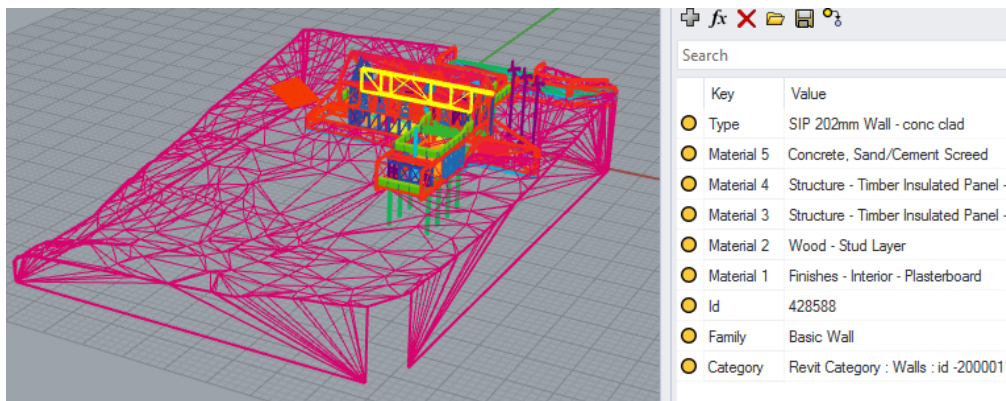 fx
Search
Key Value
Type SIP 202mm Wall - conc clad
Material 5 Concrete, Sand/Cement Screed
Material 4 Structure - Timber Insulated Panel -
Material 3 Structure - Timber Insulated Panel -
Material 2 Wood - Stud Layer
Material 1 Finishes - Interior - Plasterboard
Id 428588
Family Basic Wall
Category Revit Category : Walls : id -200001